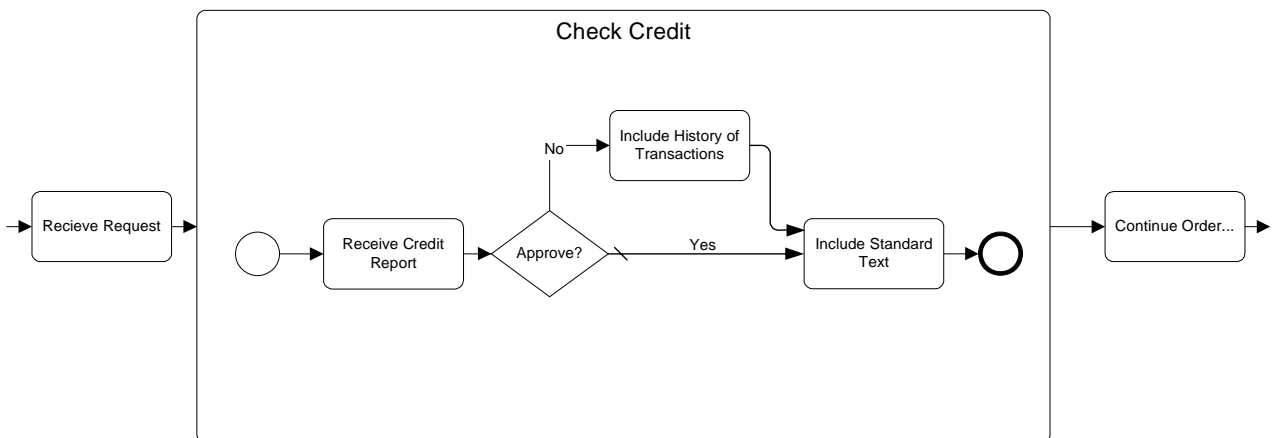 Check Credit
Include History of
Transactions
No
Recieve Request
Receive Credit
Report
Approve?
Yes
Include Standard
Text
Continue Order...